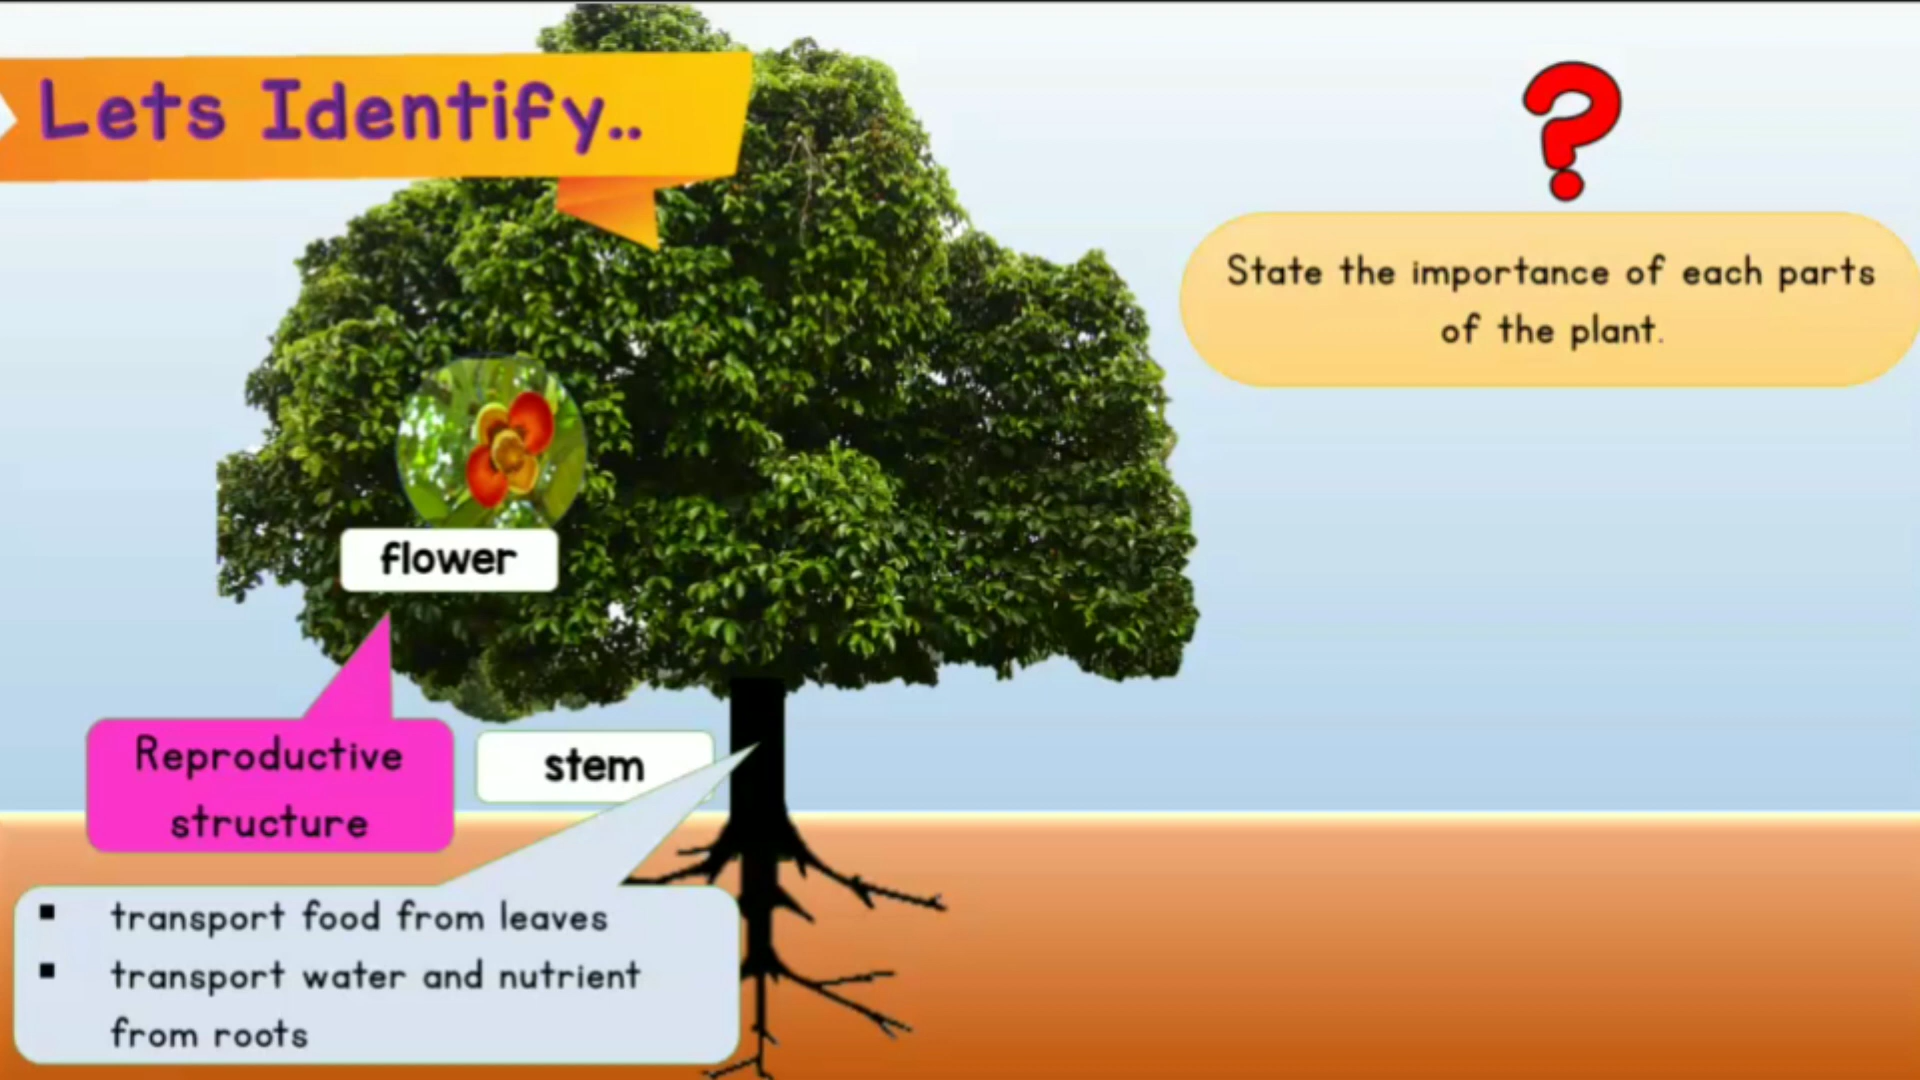 Lets Identify..
?
State the importance of each parts
of the plant.
flower
Reproductive
structure
stem
▪ transport food from leaves
▪ transport water and nutrient
from roots